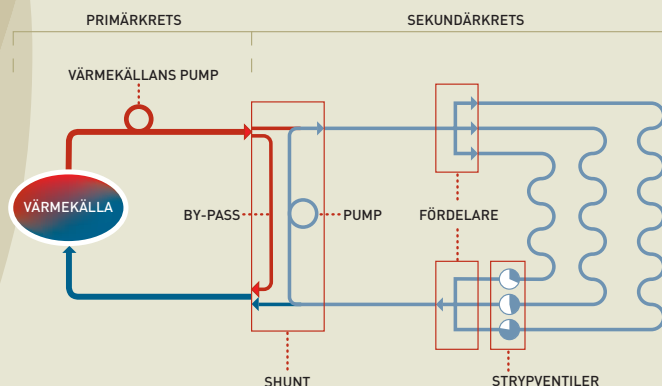 PRIMÄRKRETS
SEKUNDÄRKRETS
VÄRMEKÄLLANS PUMP
VÄRMEKÄLLA
BY-PASS
PUMP
FÖRDELARE
SHUNT
STRYPVENTILER